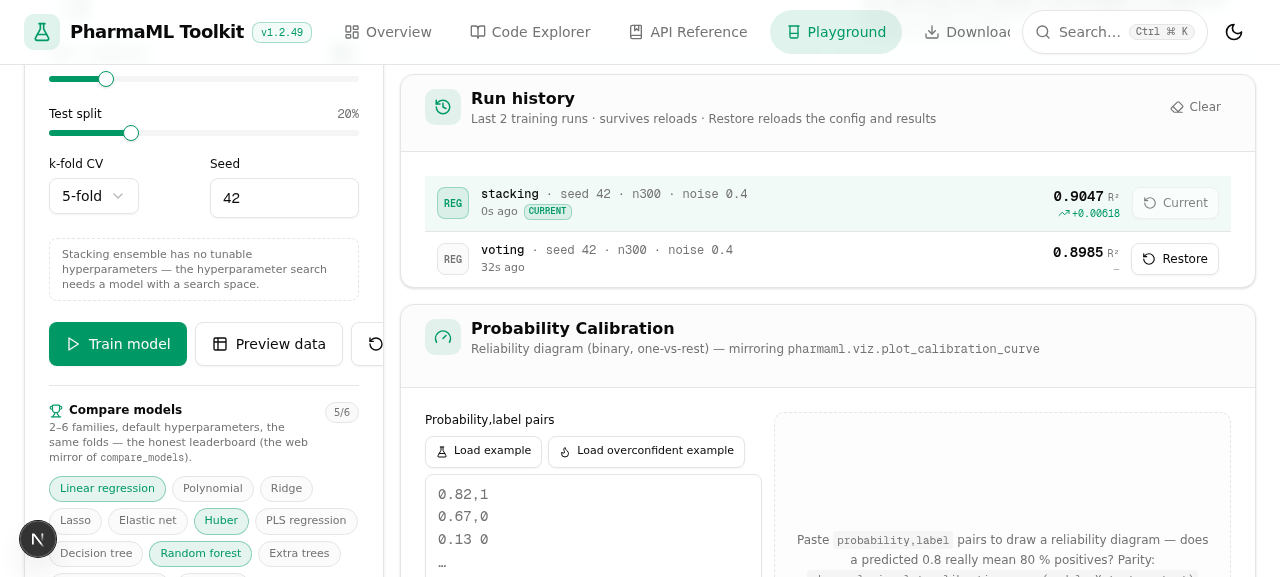 PharmaML Toolkit v1.2.49 Overview Code Explorer API Reference Playground Downloa Search… Ctrl ⌘ K
Test split 20%
k-fold CV Seed
5-fold 42
Stacking ensemble has no tunable
hyperparameters — the hyperparameter search
needs a model with a search space.
Train model Preview data
Compare models 5/6
2–6 families, default hyperparameters, the
same folds — the honest leaderboard (the web
mirror of compare_models).
Linear regression Polynomial Ridge
Lasso Elastic net Huber PLS regression
Decision tree Random forest Extra trees
N
Run history
Last 2 training runs · survives reloads · Restore reloads the config and results
Clear
REG stacking · seed 42 · n300 · noise 0.4 0.9047 R² Current
0s ago CURRENT +0.00618
REG voting · seed 42 · n300 · noise 0.4 0.8985 R² Restore
32s ago —
Probability Calibration
Reliability diagram (binary, one-vs-rest) — mirroring pharmaml.viz.plot_calibration_curve
Probability,label pairs
Load example Load overconfident example
0.82,1
0.67,0
0.13 0
…
Paste probability,label pairs to draw a reliability diagram — does
a predicted 0.8 really mean 80 % positives? Parity: